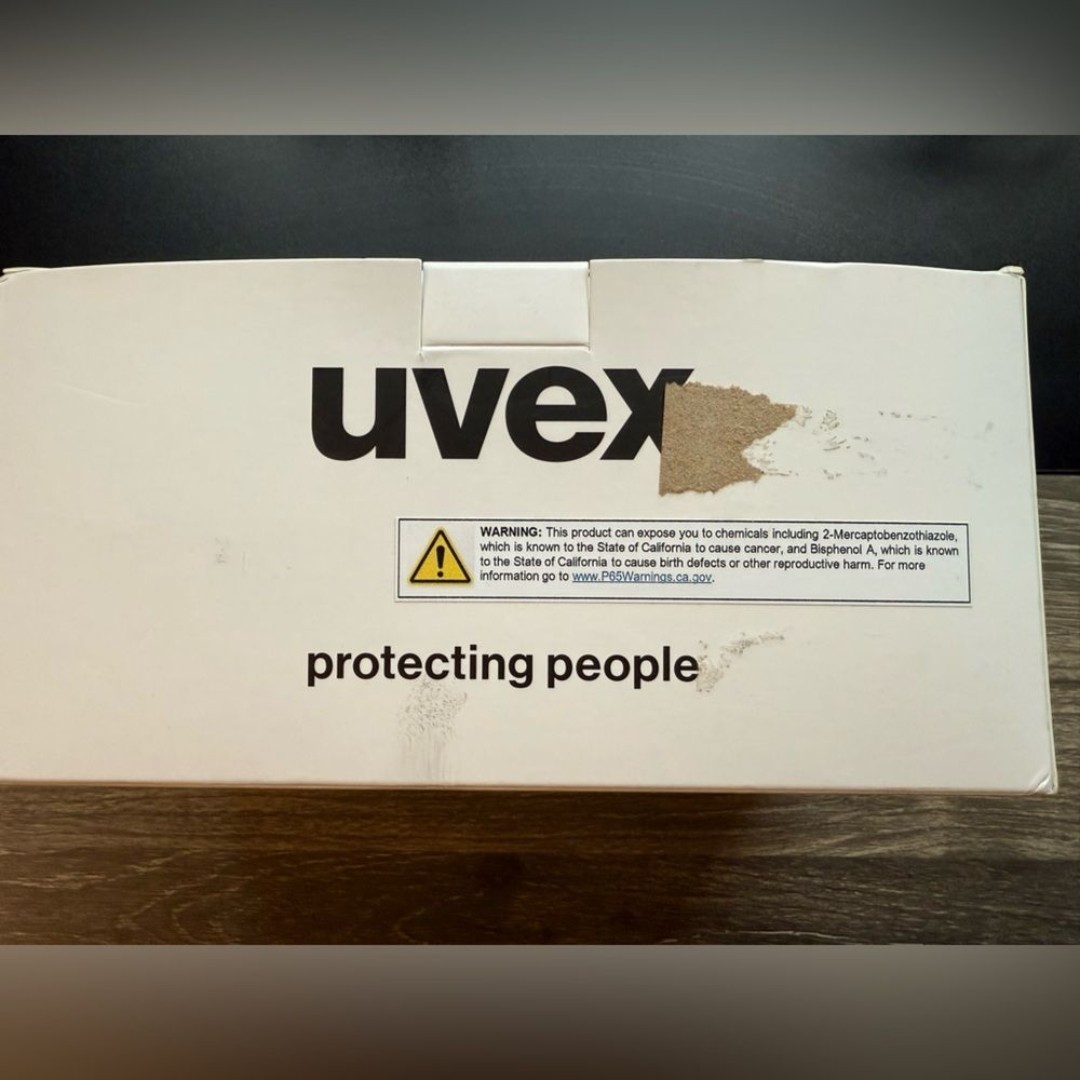 uvex
WARNING: This product can expose you to chemicals including 2-Mercaptobenzothiazole,
which is known to the State of California to cause cancer, and Bisphenol A, which is known
to the State of California to cause birth defects or other reproductive harm. For more
information go to www.P65Warnings.ca.gov.
protecting people